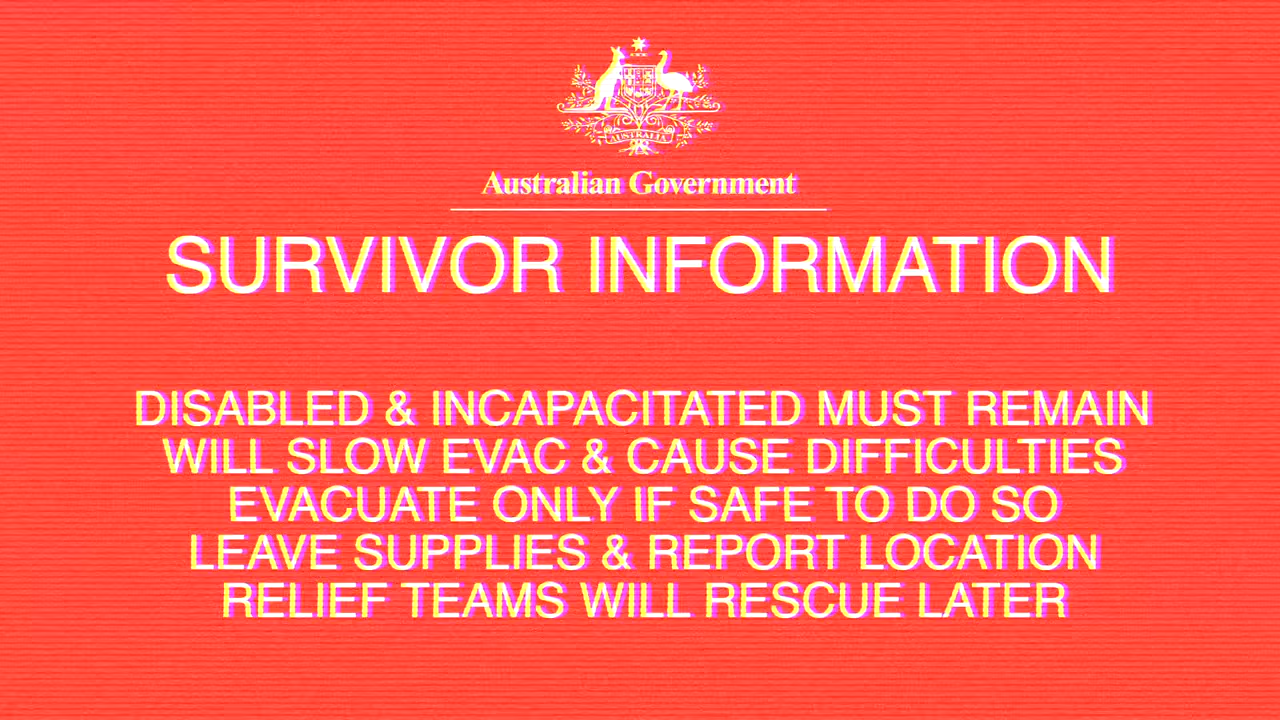 AUSTRALIA
Australian Government
SURVIVOR INFORMATION
DISABLED & INCAPACITATED MUST REMAIN
WILL SLOW EVAC & CAUSE DIFFICULTIES
EVACUATE ONLY IF SAFE TO DO SO
LEAVE SUPPLIES & REPORT LOCATION
RELIEF TEAMS WILL RESCUE LATER